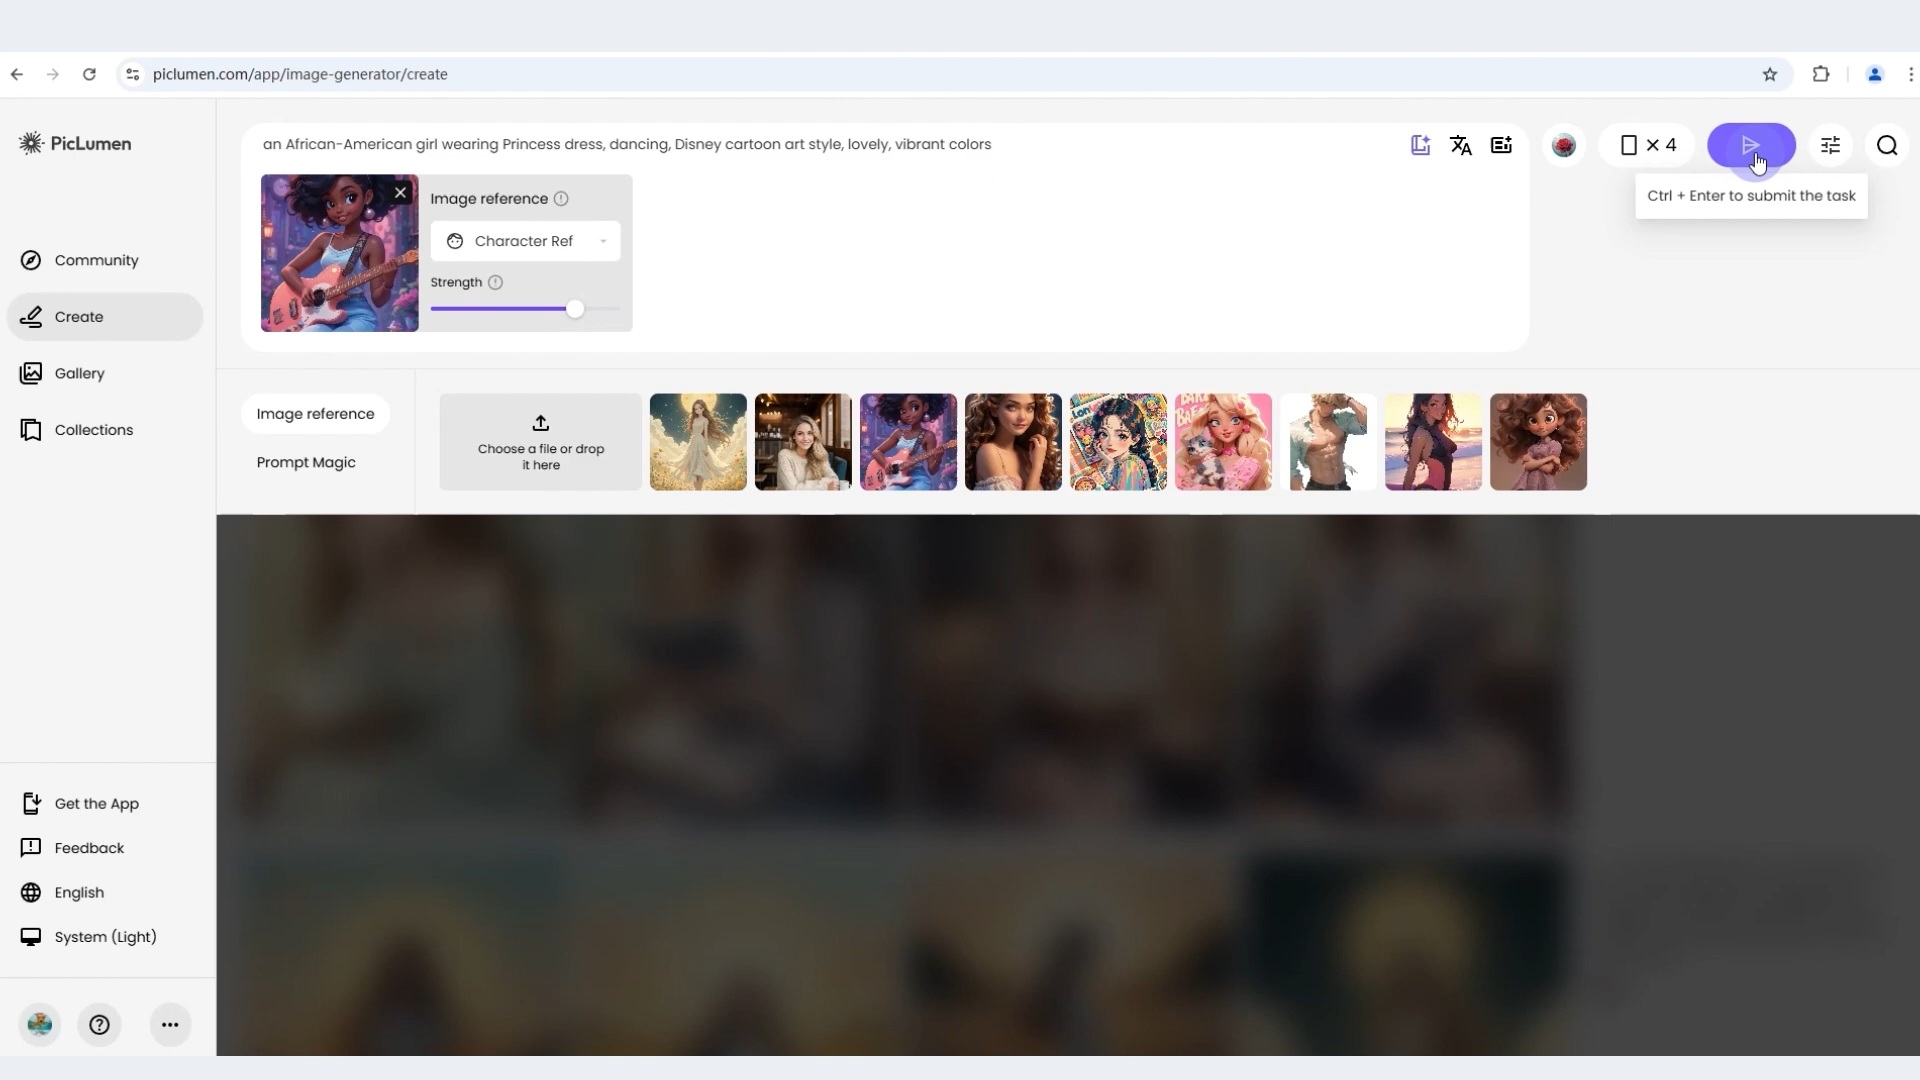 piclumen.com/app/image-generator/create
PicLumen
an African-American girl wearing Princess dress, dancing, Disney cartoon art style, lovely, vibrant colors
× 4
Ctrl + Enter to submit the task
Image reference
Character Ref
Strength
Community
Create
Gallery
Collections
Image reference
Prompt Magic
Choose a file or drop
it here
Get the App
Feedback
English
System (Light)